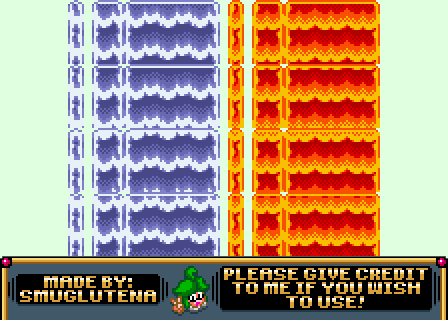 MADE BY:
SMUGLUTENA
PLEASE GIVE CREDIT
TO ME IF YOU WISH
TO USE!